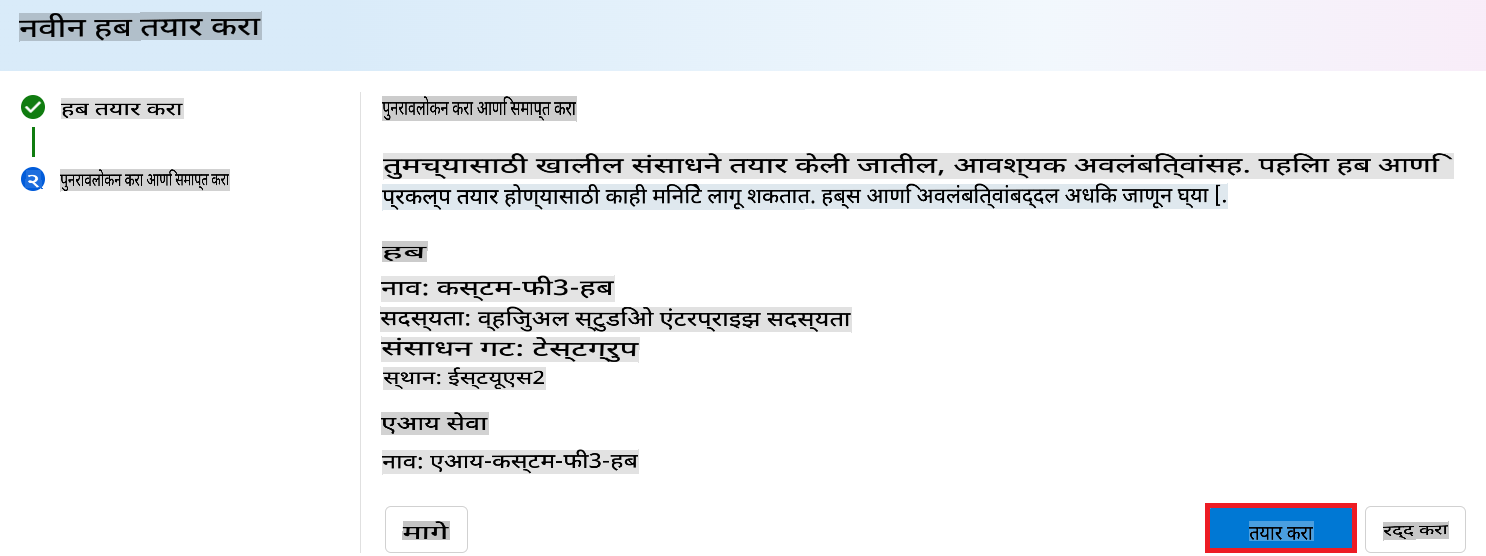 नवीन हब तयार करा
हब तयार करा
२
पुनरावलोकन करा आणि समाप्त करा
पुनरावलोकन करा आणि समाप्त करा
तुमच्यासाठी खालील संसाधने तयार केली जातील, आवश्यक अवलंबित्वांसह. पहिला हब आणि
प्रकल्प तयार होण्यासाठी काही मिनिटे लागू शकतात. हब्स आणि अवलंबित्वांबद्दल अधिक जाणून घ्या [.
हब
नाव: कस्टम-फी3-हब
सदस्यता: व्हिज्युअल स्टुडिओ एंटरप्राइझ सदस्यता
संसाधन गट: टेस्टग्रुप
स्थान: ईस्टयूएस2
एआय सेवा
नाव: एआय-कस्टम-फी3-हब
मागे
तयार करा
रद्द करा